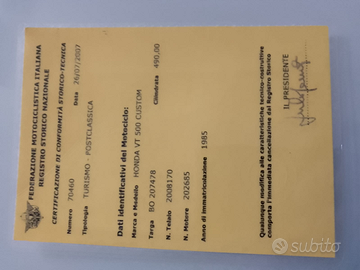 FEDERAZIONE MOTOCICLISTICA ITALIANA
REGISTRO STORICO NAZIONALE
CERTIFICAZIONE DI CONFORMITÀ STORICO-TECNICA
Numero 70460 Data 26/07/2007
Tipologia TURISMO - POSTCLASSICA
Dati identificativi del Motociclo:
Marca e Modello HONDA VT 500 CUSTOM
Targa BO 207478 Cilindrata 490,00
N. Telaio 2008170
N. Motore 202685
Anno di immatricolazione 1985
Qualunque modifica alle caratteristiche tecnico-costruttive
comporta l'immediata cancellazione dal Registro Storico
IL PRESIDENTE
subito